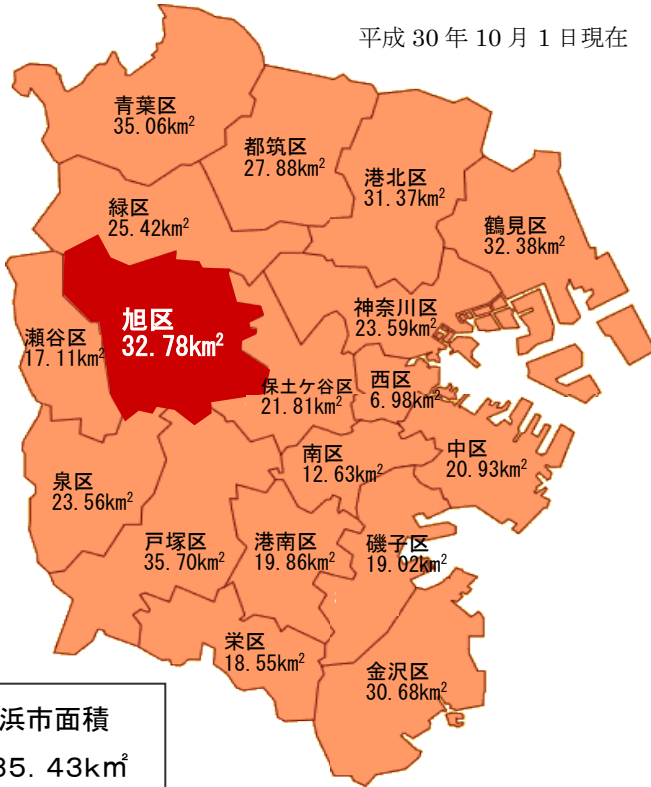 平成 30 年 10 月 1 日現在
青葉区
35.06km²
都筑区
27.88km²
港北区
31.37km²
鶴見区
32.38km²
緑区
25.42km²
旭区
32.78km²
神奈川区
23.59km²
瀬谷区
17.11km²
保土ケ谷区
21.81km²
西区
6.98km²
南区
12.63km²
中区
20.93km²
泉区
23.56km²
戸塚区
35.70km²
港南区
19.86km²
磯子区
19.02km²
栄区
18.55km²
金沢区
30.68km²
浜市面積
35.43k㎡